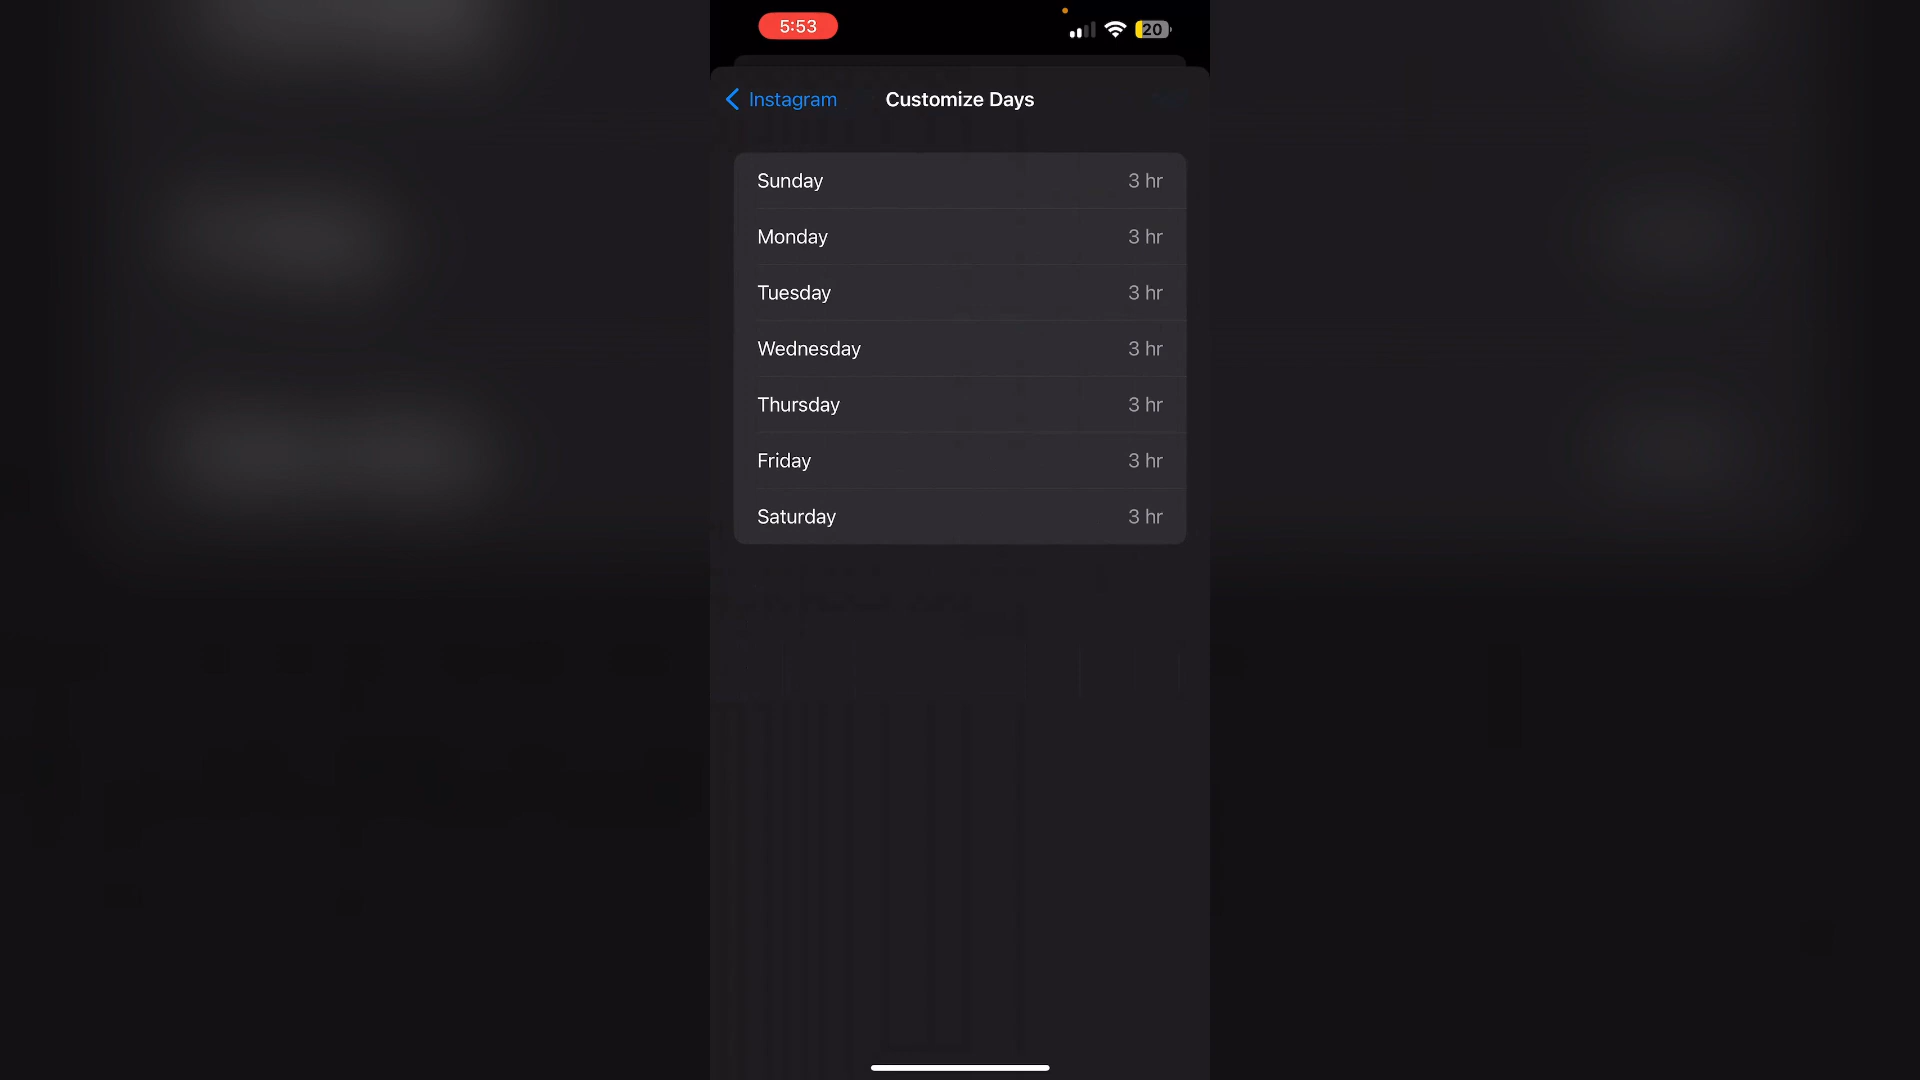 5:53
20
Instagram
Customize Days
Sunday 3 hr
Monday 3 hr
Tuesday 3 hr
Wednesday 3 hr
Thursday 3 hr
Friday 3 hr
Saturday 3 hr